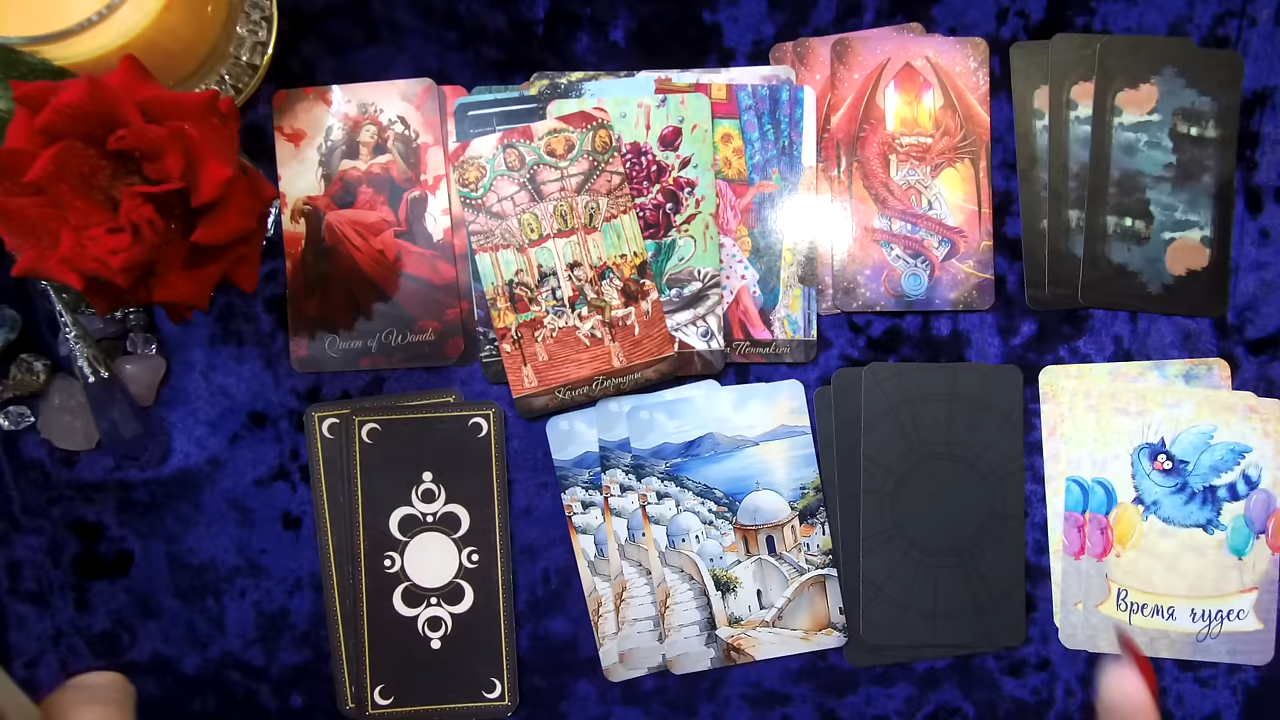 Queen of Wands
Колесо Фортуны
а Пентаклей
Время чудес